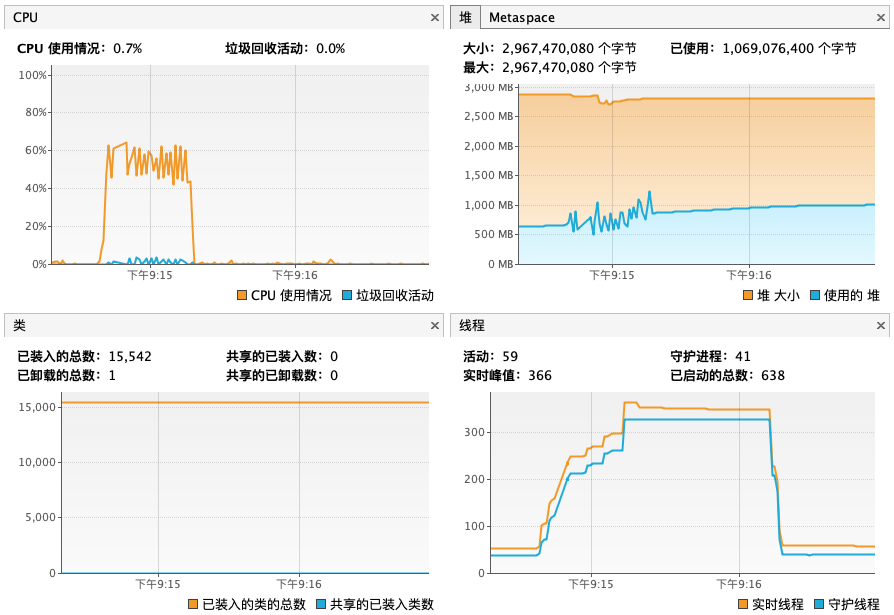 CPU
CPU 使用情况： 0.7%
垃圾回收活动： 0.0%
100%
80%
60%
40%
20%
0%
下午9:15
下午9:16
CPU 使用情况
垃圾回收活动
堆
Metaspace
大小： 2,967,470,080 个字节
已使用： 1,069,076,400 个字节
最大： 2,967,470,080 个字节
3,000 MB
2,500 MB
2,000 MB
1,500 MB
1,000 MB
500 MB
0 MB
下午9:15
下午9:16
堆 大小
使用的 堆
类
已装入的总数： 15,542
共享的已装入数： 0
已卸载的总数： 1
共享的已卸载数： 0
15,000
10,000
5,000
0
下午9:15
下午9:16
已装入的类的总数
共享的已装入类数
线程
活动： 59
守护进程： 41
实时峰值： 366
已启动的总数： 638
300
200
100
0
下午9:15
下午9:16
实时线程
守护线程